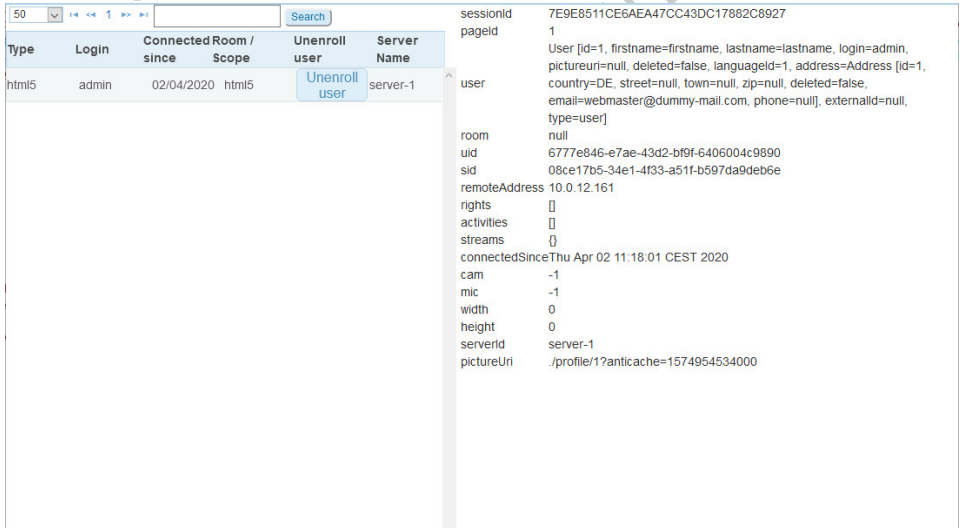 50 1 Search
Type Login Connected since Room / Scope Unenroll user Server Name
html5 admin 02/04/2020 html5 Unenroll user server-1
sessionId 7E9E8511CE6AEA47CC43DC17882C8927
pageId 1
User [id=1, firstname=firstname, lastname=lastname, login=admin,
pictureuri=null, deleted=false, languageId=1, address=Address [id=1,
user country=DE, street=null, town=null, zip=null, deleted=false,
email=webmaster@dummy-mail.com, phone=null], externalId=null,
type=user]
room null
uid 6777e846-e7ae-43d2-bf9f-6406004c9890
sid 08ce17b5-34e1-4f33-a51f-b597da9deb6e
remoteAddress 10.0.12.161
rights []
activities []
streams {}
connectedSinceThu Apr 02 11:18:01 CEST 2020
cam -1
mic -1
width 0
height 0
serverId server-1
pictureUri ./profile/1?anticache=1574954534000